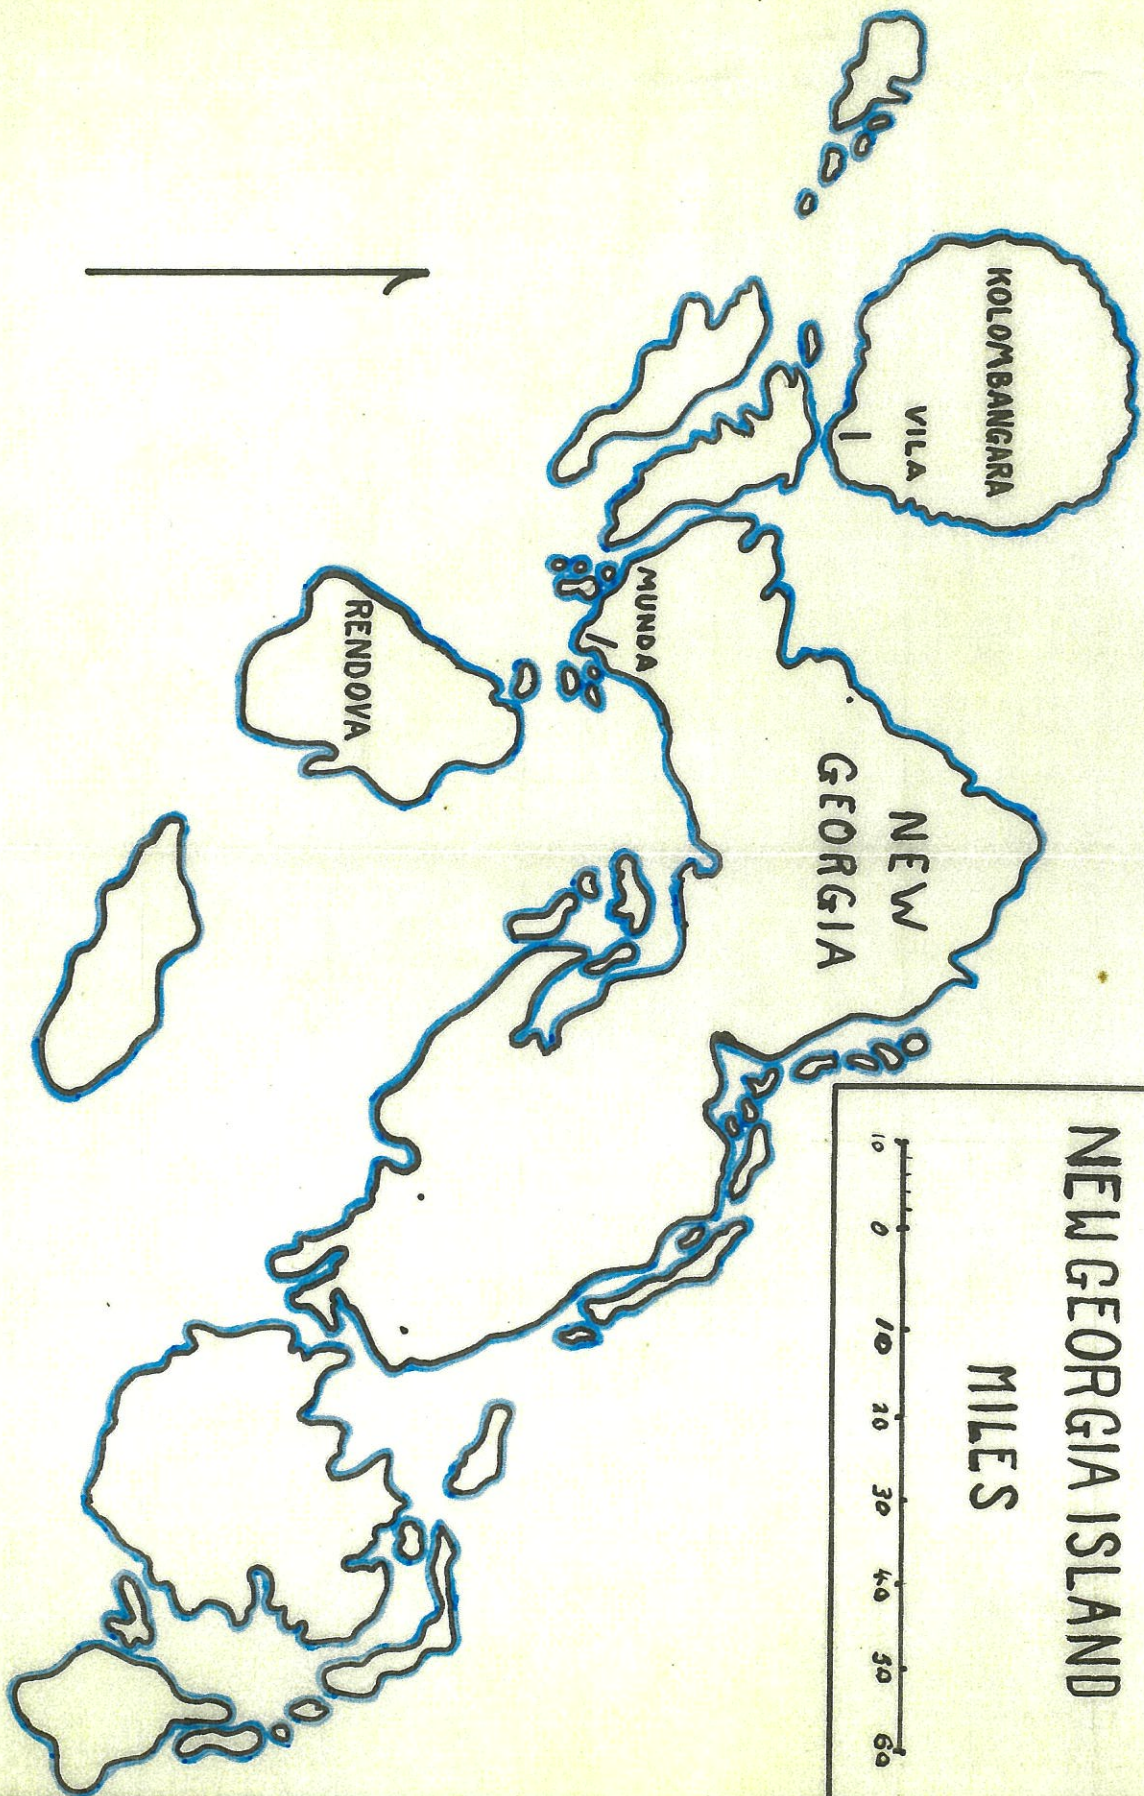 NEW GEORGIA ISLAND
MILES
10 0 10 20 30 40 50 60
KOLOMBANGARA
VILA
NEW
GEORGIA
MUNDA
RENDOVA